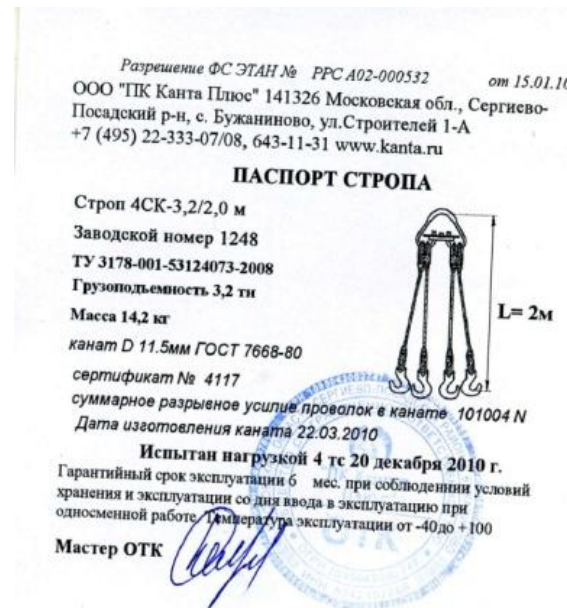 Разрешение ФС ЭТАН № РРС А02-000532 от 15.01.10
ООО "ПК Канта Плюс" 141326 Московская обл., Сергиево-
Посадский р-н, с. Бужаниново, ул.Строителей 1-А
+7 (495) 22-333-07/08, 643-11-31 www.kanta.ru
ПАСПОРТ СТРОПА
Строп 4СК-3,2/2,0 м
Заводской номер 1248
ТУ 3178-001-53124073-2008
Грузоподъемность 3,2 тн
Масса 14,2 кг
L= 2м
канат D 11.5мм ГОСТ 7668-80
сертификат № 4117
суммарное разрывное усилие проволок в канате 101004 N
Дата изготовления каната 22.03.2010
Испытан нагрузкой 4 тс 20 декабря 2010 г.
Гарантийный срок эксплуатации 6 мес. при соблюдении условий
хранения и эксплуатации со дня ввода в эксплуатацию при
односменной работе. Температура эксплуатации от -40до +100
Мастер ОТК
ОТК